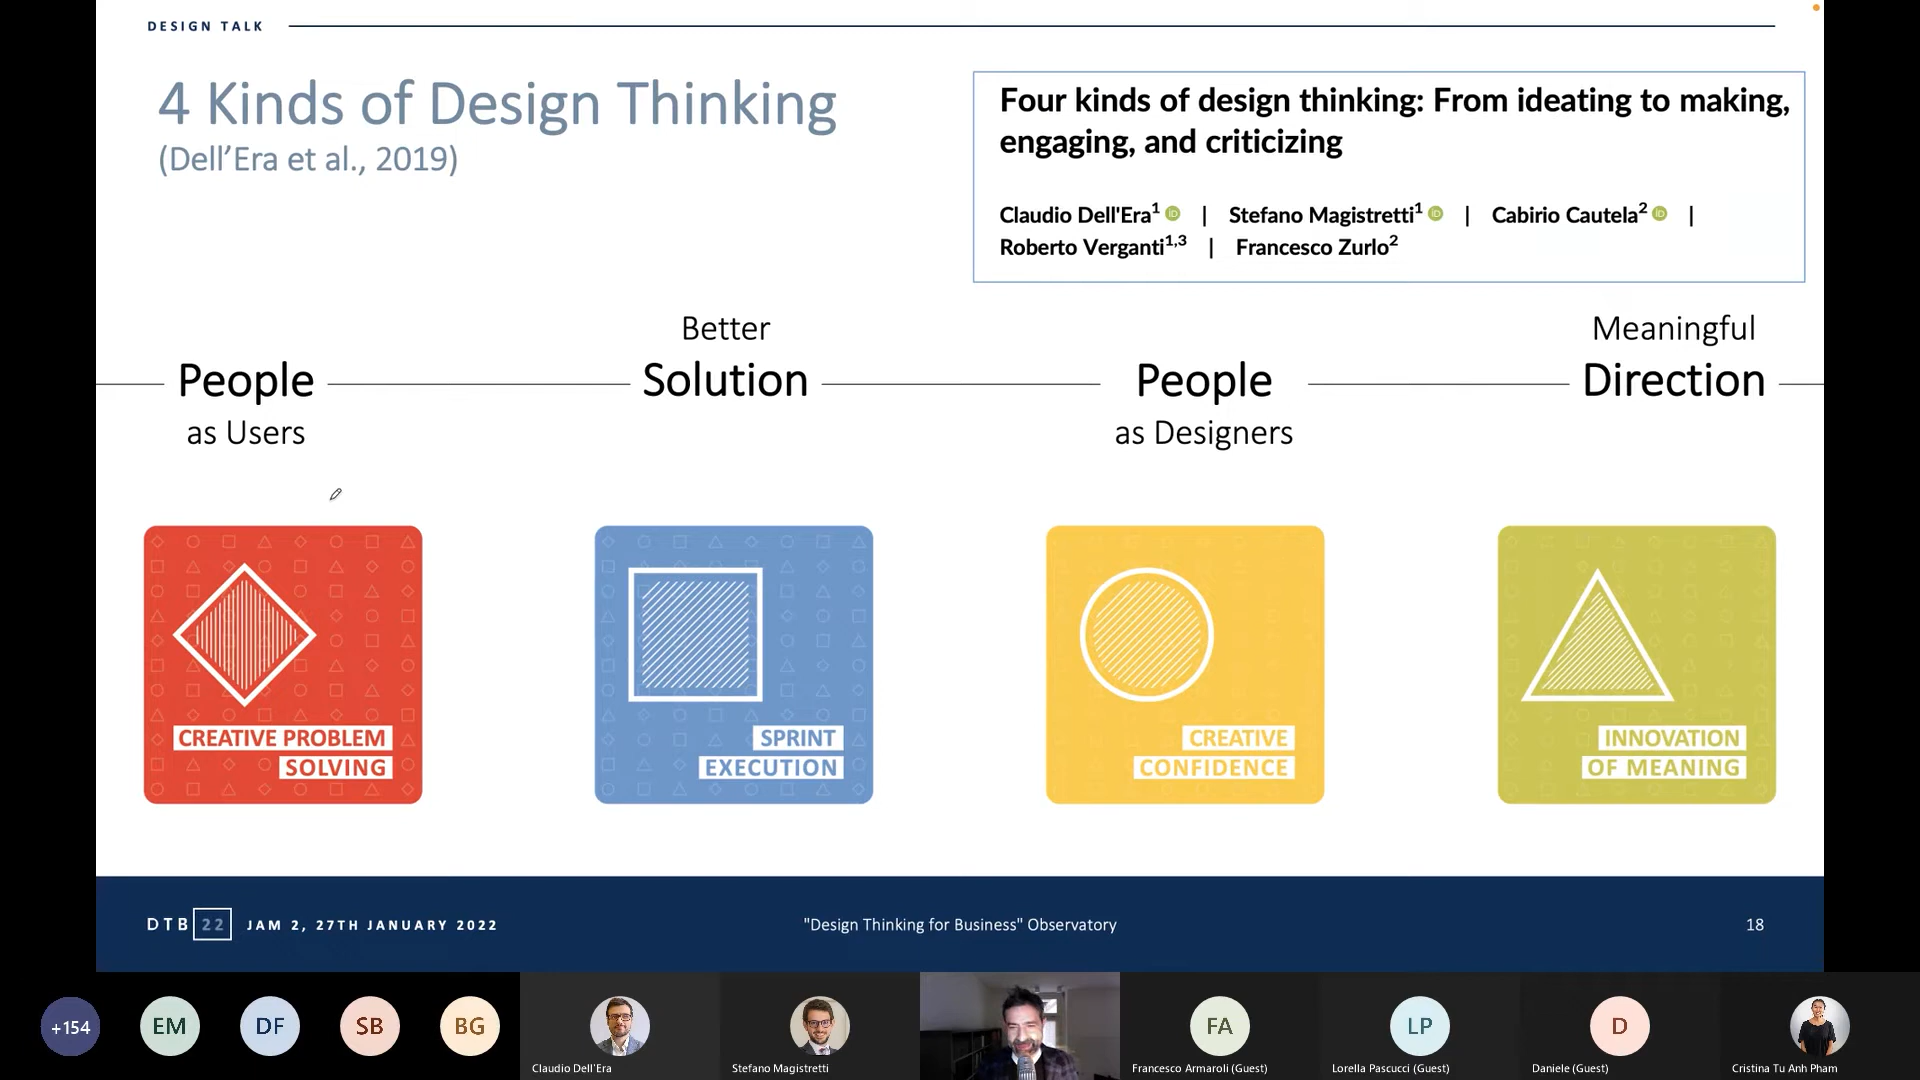 DESIGN TALK
4 Kinds of Design Thinking
(Dell’Era et al., 2019)
Four kinds of design thinking: From ideating to making,
engaging, and criticizing
Claudio Dell'Era1 iD | Stefano Magistretti1 iD | Cabirio Cautela2 iD |
Roberto Verganti1,3 | Francesco Zurlo2
People
as Users
Better
Solution
People
as Designers
Meaningful
Direction
CREATIVE PROBLEM
SOLVING
SPRINT
EXECUTION
CREATIVE
CONFIDENCE
INNOVATION
OF MEANING
DTB 22 JAM 2, 27TH JANUARY 2022
"Design Thinking for Business" Observatory
18
+154
EM
DF
SB
BG
Claudio Dell'Era
Stefano Magistretti
FA
Francesco Armaroli (Guest)
LP
Lorella Pascucci (Guest)
D
Daniele (Guest)
Cristina Tu Anh Pham